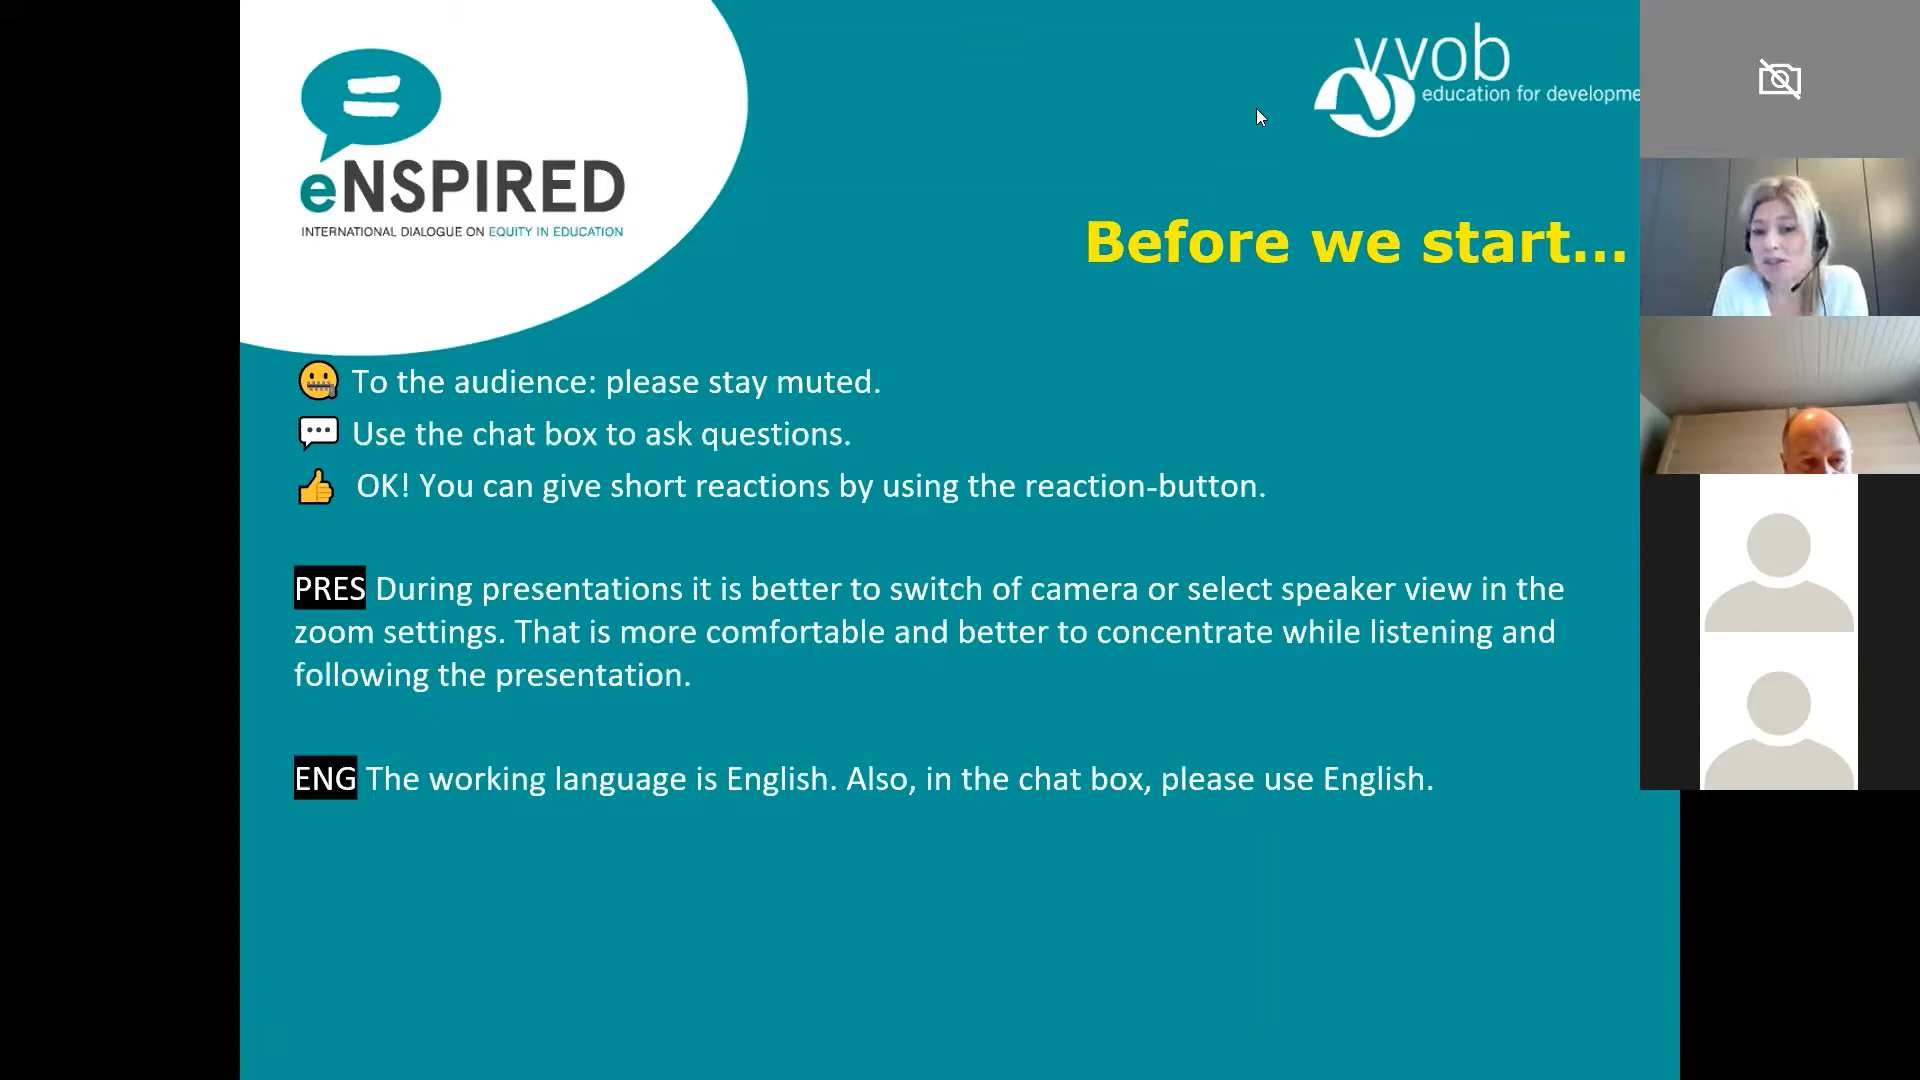 vvob
education for developme
eNSPIRED
INTERNATIONAL DIALOGUE ON EQUITY IN EDUCATION
Before we start...
To the audience: please stay muted.
Use the chat box to ask questions.
OK! You can give short reactions by using the reaction-button.
PRES During presentations it is better to switch of camera or select speaker view in the
zoom settings. That is more comfortable and better to concentrate while listening and
following the presentation.
ENG The working language is English. Also, in the chat box, please use English.